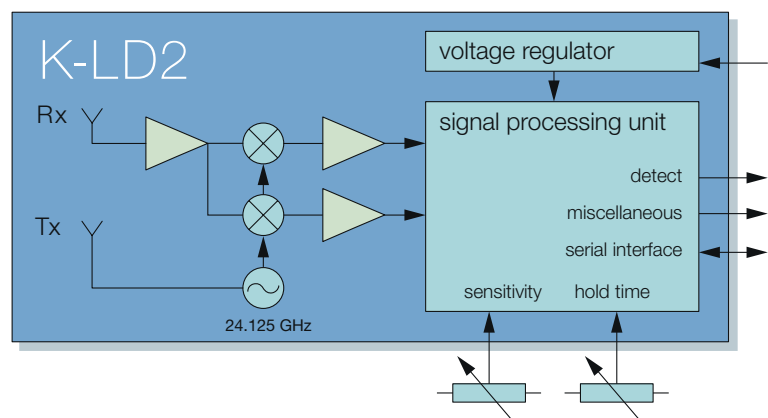 K-LD2
voltage regulator
Rx
signal processing unit
detect
Tx
miscellaneous
serial interface
sensitivity
hold time
24.125 GHz